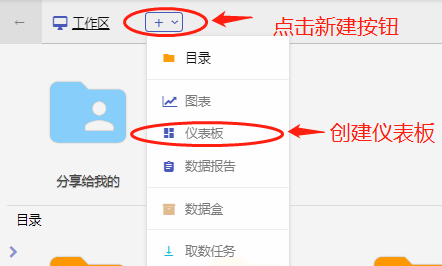 工作区
点击新建按钮
目录
图表
仪表板
创建仪表板
数据报告
分享给我的
数据盒
目录
取数任务